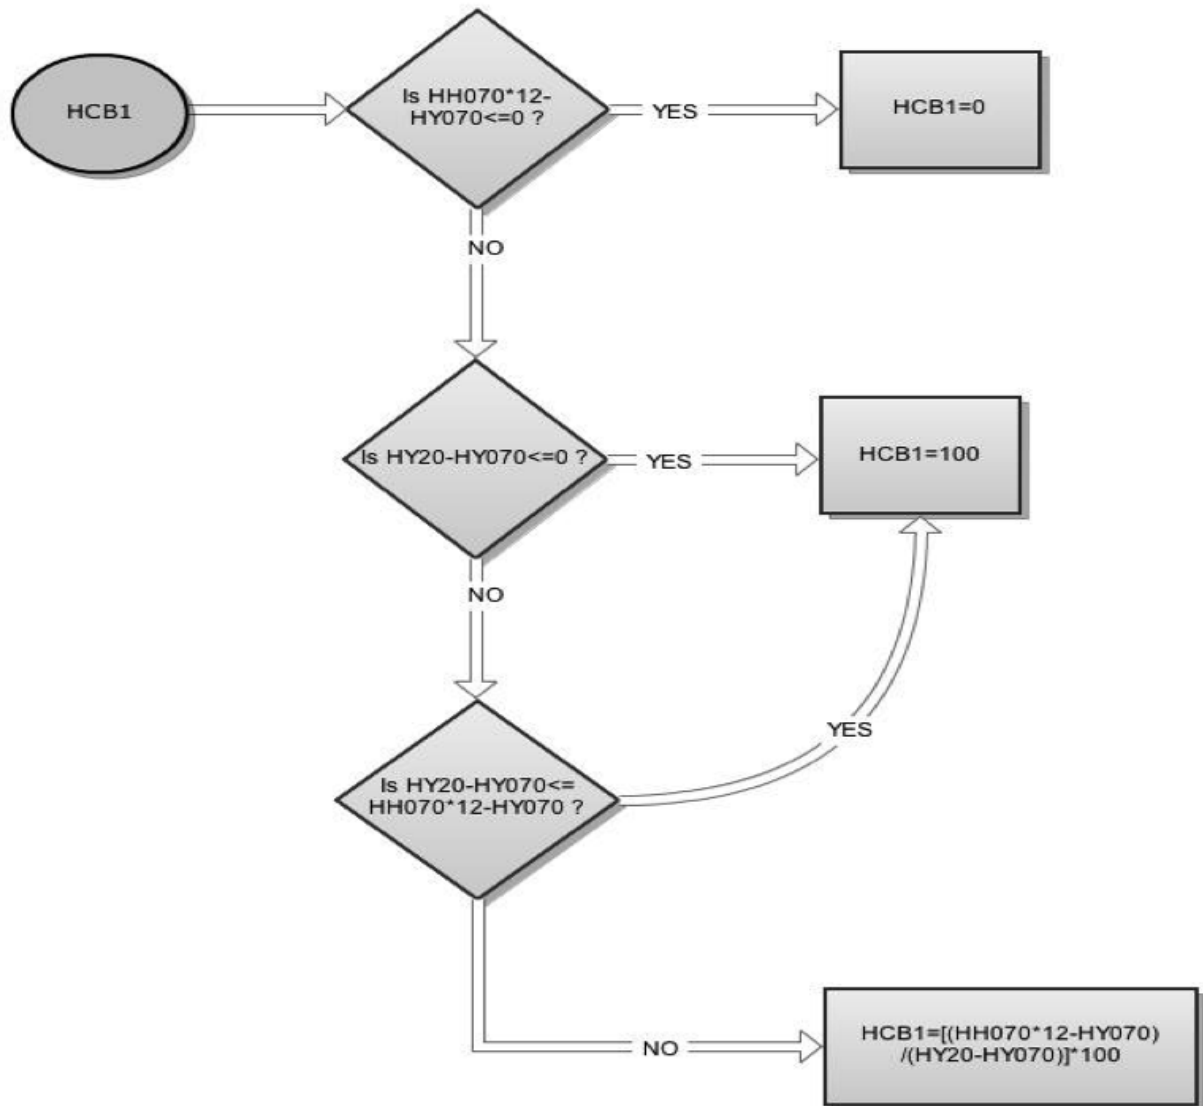 HCB1
Is HH070*12-
HY070<=0 ?
YES
HCB1=0
NO
Is HY20-HY070<=0 ?
YES
HCB1=100
NO
YES
Is HY20-HY070<=
HH070*12-HY070 ?
NO
HCB1=[(HH070*12-HY070)
/(HY20-HY070)]*100